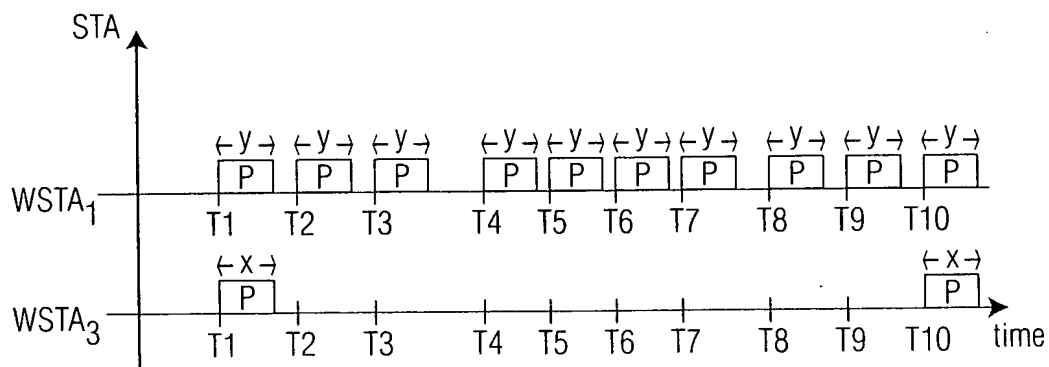 STA
y y y y y y y y y y
P P P P P P P P P P
WSTA1
T1 T2 T3 T4 T5 T6 T7 T8 T9 T10
x x
P P
WSTA3
T1 T2 T3 T4 T5 T6 T7 T8 T9 T10 time